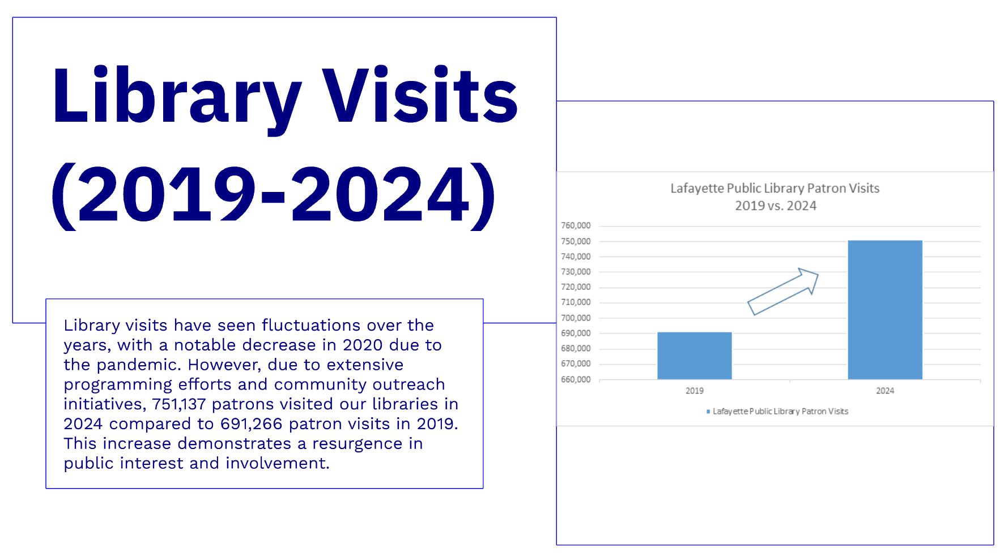 Library Visits
(2019-2024)
Library visits have seen fluctuations over the
years, with a notable decrease in 2020 due to
the pandemic. However, due to extensive
programming efforts and community outreach
initiatives, 751,137 patrons visited our libraries in
2024 compared to 691,266 patron visits in 2019.
This increase demonstrates a resurgence in
public interest and involvement.
Lafayette Public Library Patron Visits
2019 vs. 2024
760,000
750,000
740,000
730,000
720,000
710,000
700,000
690,000
680,000
670,000
660,000
2019 2024
Lafayette Public Library Patron Visits